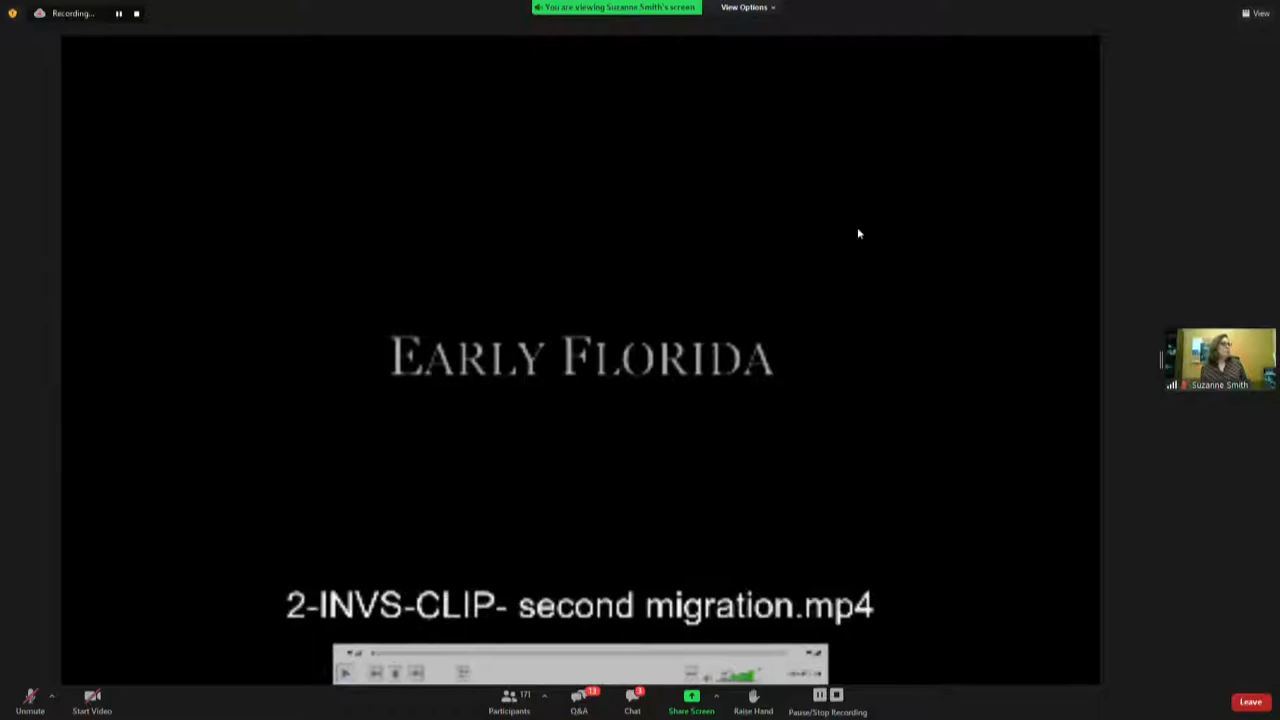 Recording...
You are viewing Suzanne Smith's screen
View Options
View
EARLY FLORIDA
Suzanne Smith
2-INVS-CLIP- second migration.mp4
Unmute
Start Video
171
Participants
13
Q&A
3
Chat
Share Screen
Raise Hand
Pause/Stop Recording
Leave